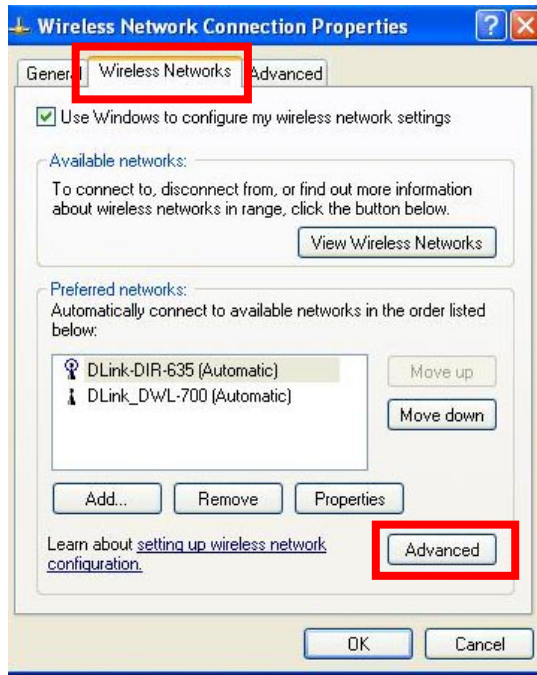 Wireless Network Connection Properties
General Wireless Networks Advanced
Use Windows to configure my wireless network settings
Available networks:
To connect to, disconnect from, or find out more information
about wireless networks in range, click the button below.
View Wireless Networks
Preferred networks:
Automatically connect to available networks in the order listed
below:
DLink-DIR-635 (Automatic)
DLink_DWL-700 (Automatic)
Move up
Move down
Add... Remove Properties
Learn about setting up wireless network
configuration.
Advanced
OK Cancel